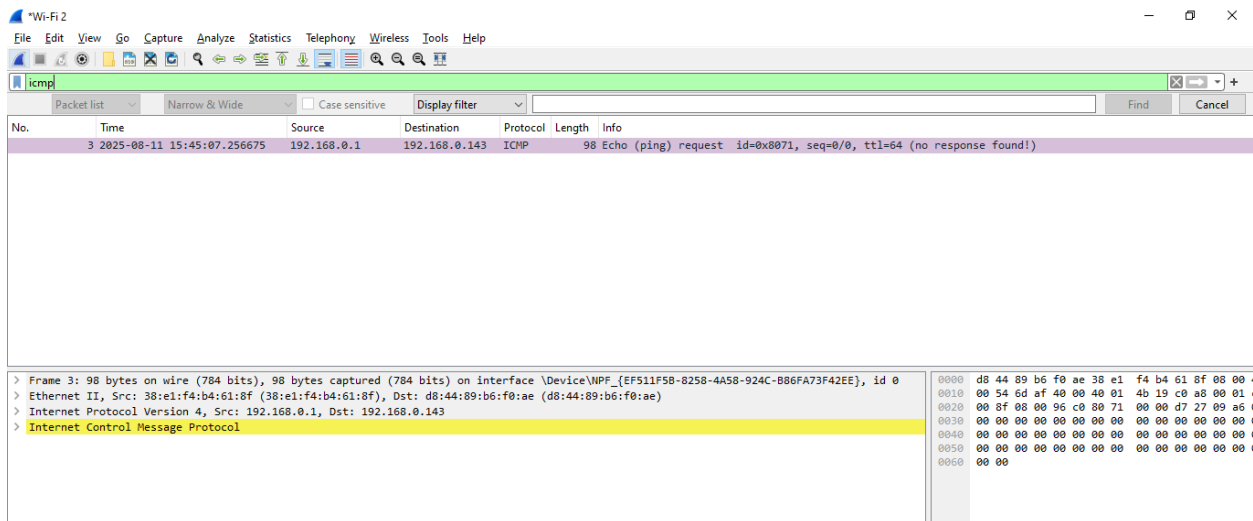 *Wi-Fi 2
File Edit View Go Capture Analyze Statistics Telephony Wireless Tools Help
icmp
Packet list Narrow & Wide Case sensitive Display filter Find Cancel
No. Time Source Destination Protocol Length Info
3 2025-08-11 15:45:07.256675 192.168.0.1 192.168.0.143 ICMP 98 Echo (ping) request id=0x8071, seq=0/0, ttl=64 (no response found!)
> Frame 3: 98 bytes on wire (784 bits), 98 bytes captured (784 bits) on interface \Device\NPF_{EF511F5B-8258-4A58-924C-B86FA73F42EE}, id 0
> Ethernet II, Src: 38:e1:f4:b4:61:8f (38:e1:f4:b4:61:8f), Dst: d8:44:89:b6:f0:ae (d8:44:89:b6:f0:ae)
> Internet Protocol Version 4, Src: 192.168.0.1, Dst: 192.168.0.143
> Internet Control Message Protocol
0000 d8 44 89 b6 f0 ae 38 e1 f4 b4 61 8f 08 00
0010 00 54 6d af 40 00 40 01 4b 19 c0 a8 00 01
0020 00 8f 08 00 96 c0 80 71 00 00 d7 27 09 a6
0030 00 00 00 00 00 00 00 00 00 00 00 00 00 00
0040 00 00 00 00 00 00 00 00 00 00 00 00 00 00
0050 00 00 00 00 00 00 00 00 00 00 00 00 00 00
0060 00 00